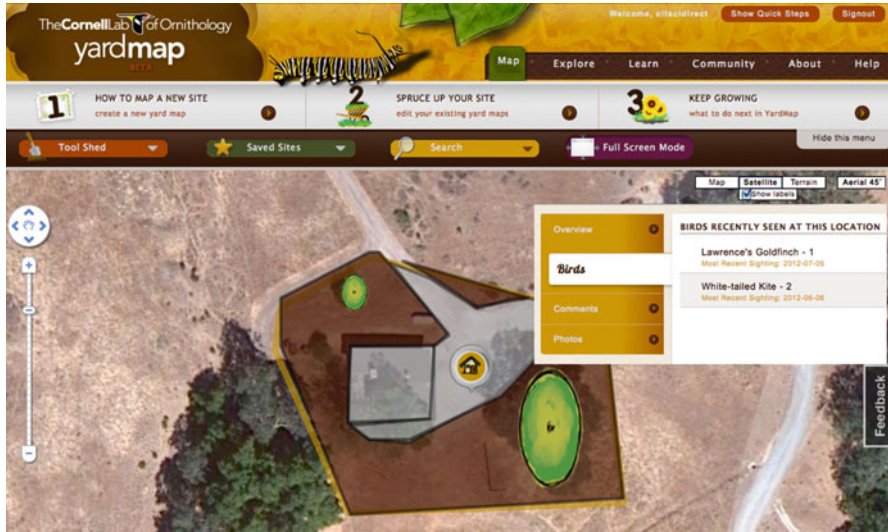 TheCornellLab of Ornithology
yardmap
BETA
Welcome, citscidirect
Show Quick Steps
Signout
Map
Explore
Learn
Community
About
Help
1
HOW TO MAP A NEW SITE
create a new yard map
2
SPRUCE UP YOUR SITE
edit your existing yard maps
3
KEEP GROWING
what to do next in YardMap
Hide this menu
Tool Shed
Saved Sites
Search
Full Screen Mode
Map
Satellite
Terrain
Aerial 45°
Show labels
Overview
Birds
Comments
Photos
BIRDS RECENTLY SEEN AT THIS LOCATION
Lawrence's Goldfinch - 1
Most Recent Sighting: 2012-07-05
White-tailed Kite - 2
Most Recent Sighting: 2012-06-06
Feedback